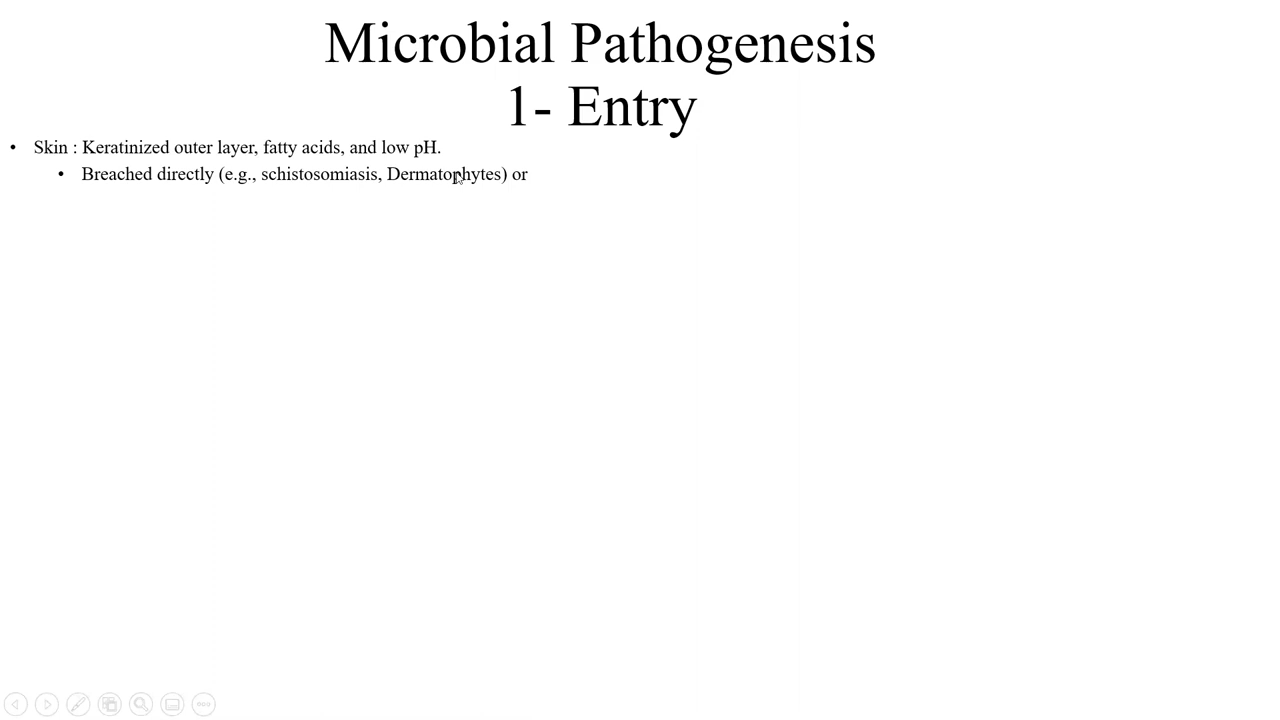 Microbial Pathogenesis
1- Entry
• Skin : Keratinized outer layer, fatty acids, and low pH.
• Breached directly (e.g., schistosomiasis, Dermatophytes) or